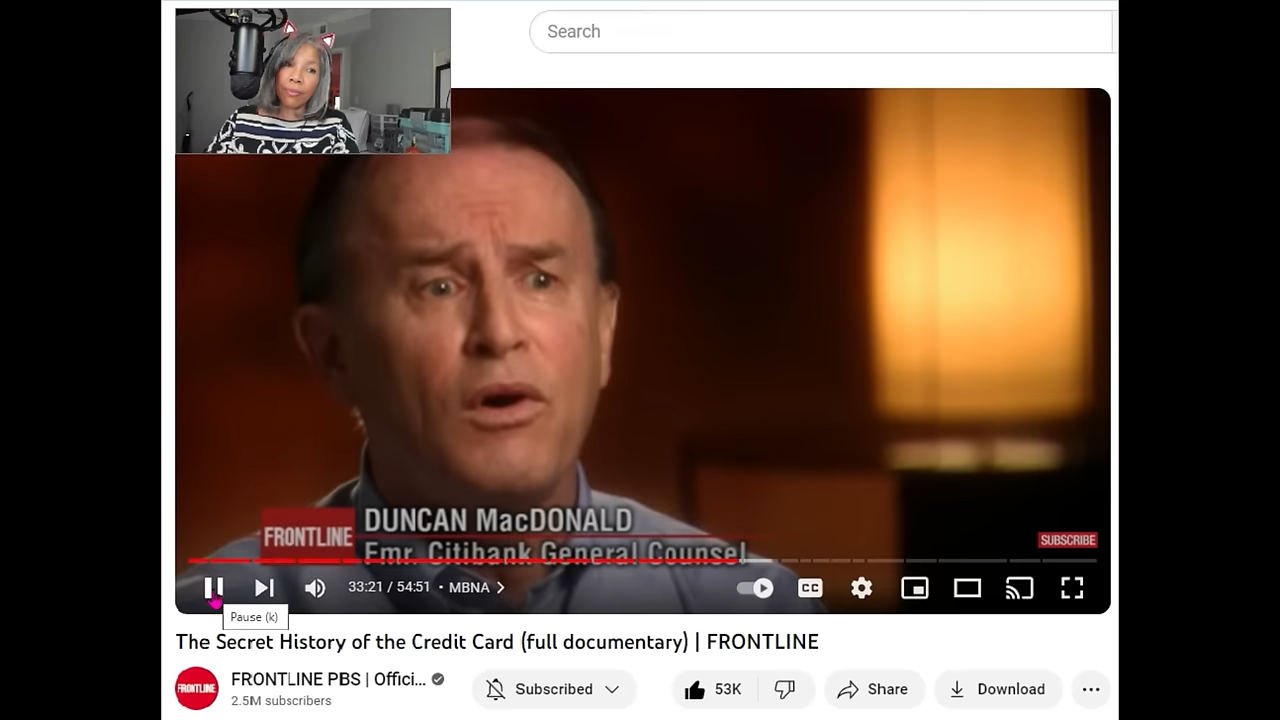 Search
FRONTLINE
DUNCAN MacDONALD
Emr. Citibank General Counsel
SUBSCRIBE
33:21 / 54:51 • MBNA
CC
Pause (k)
The Secret History of the Credit Card (full documentary) | FRONTLINE
FRONTLINE
FRONTLINE PBS | Offici...
2.5M subscribers
Subscribed
53K
Share
Download